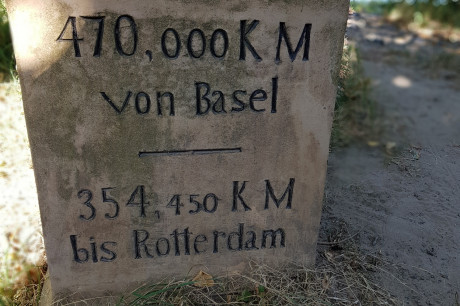 470,000 KM
von Basel
354,450 KM
bis Rotterdam